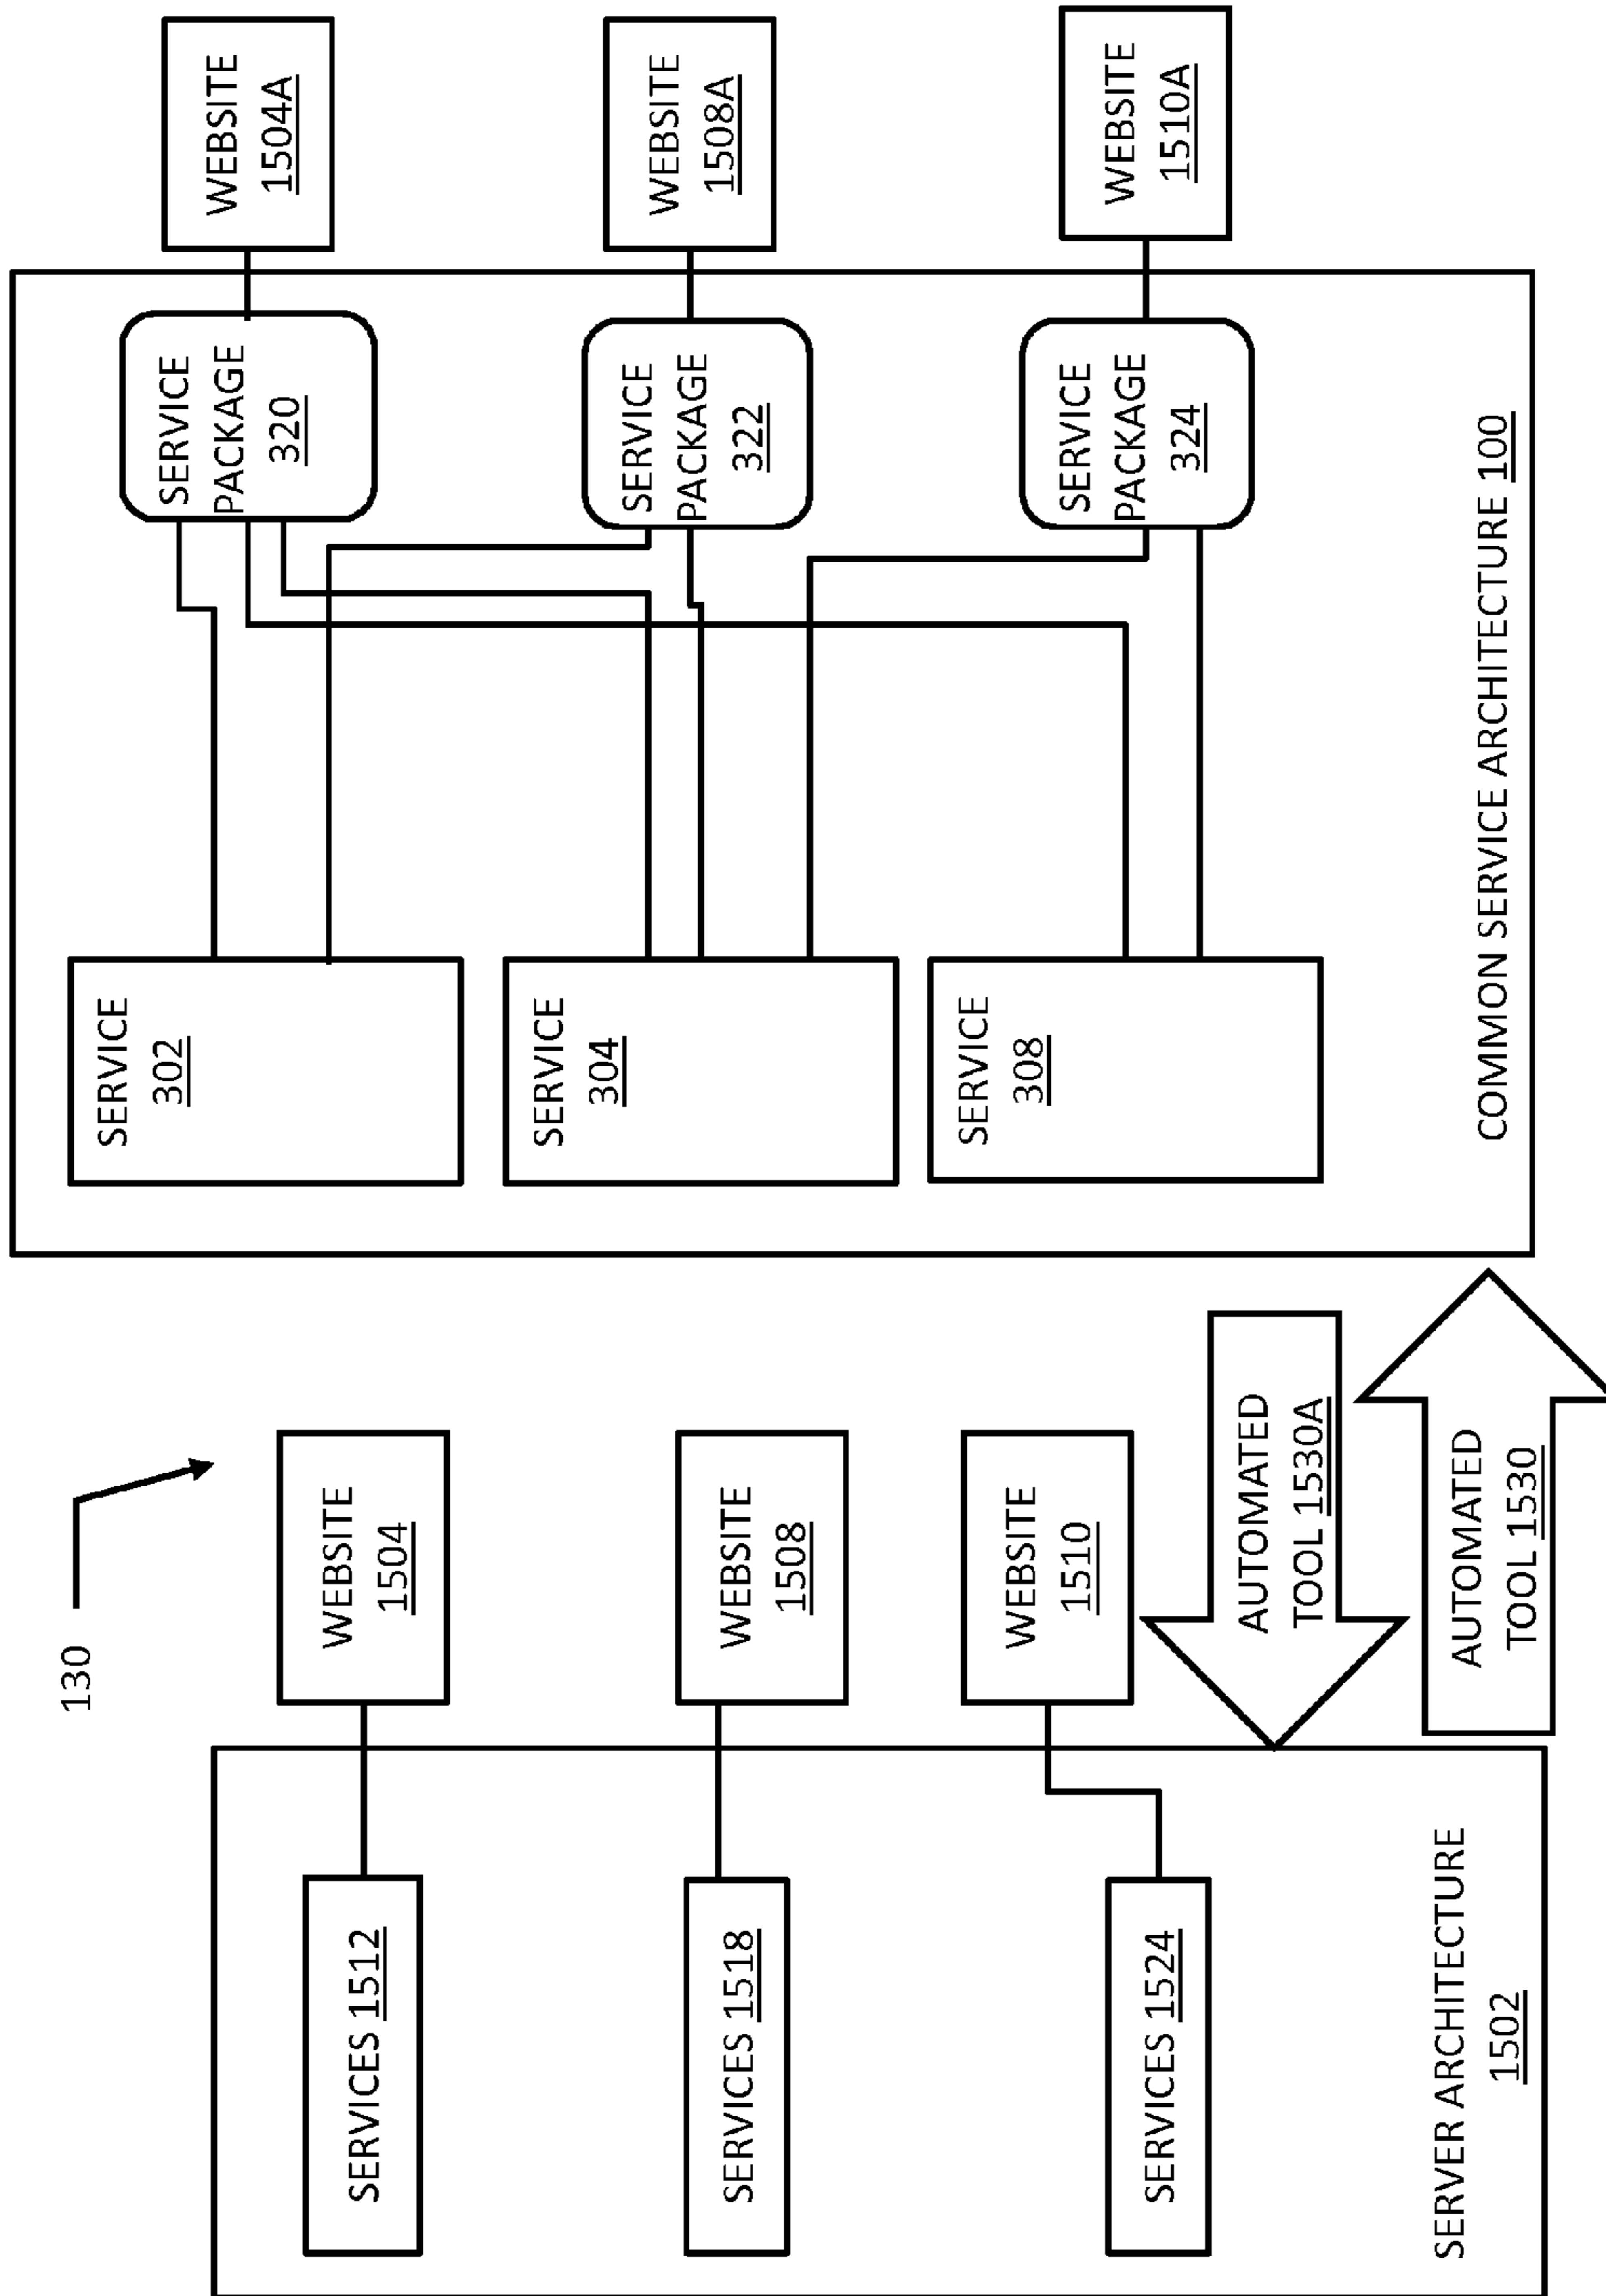 130
SERVICES 1512
WEBSITE
1504
SERVICES 1518
WEBSITE
1508
SERVICES 1524
WEBSITE
1510
SERVER ARCHITECTURE
1502
AUTOMATED
TOOL 1530A
AUTOMATED
TOOL 1530
SERVICE
302
SERVICE
304
SERVICE
308
SERVICE
PACKAGE
320
SERVICE
PACKAGE
322
SERVICE
PACKAGE
324
COMMON SERVICE ARCHITECTURE 100
WEBSITE
1504A
WEBSITE
1508A
WEBSITE
1510A